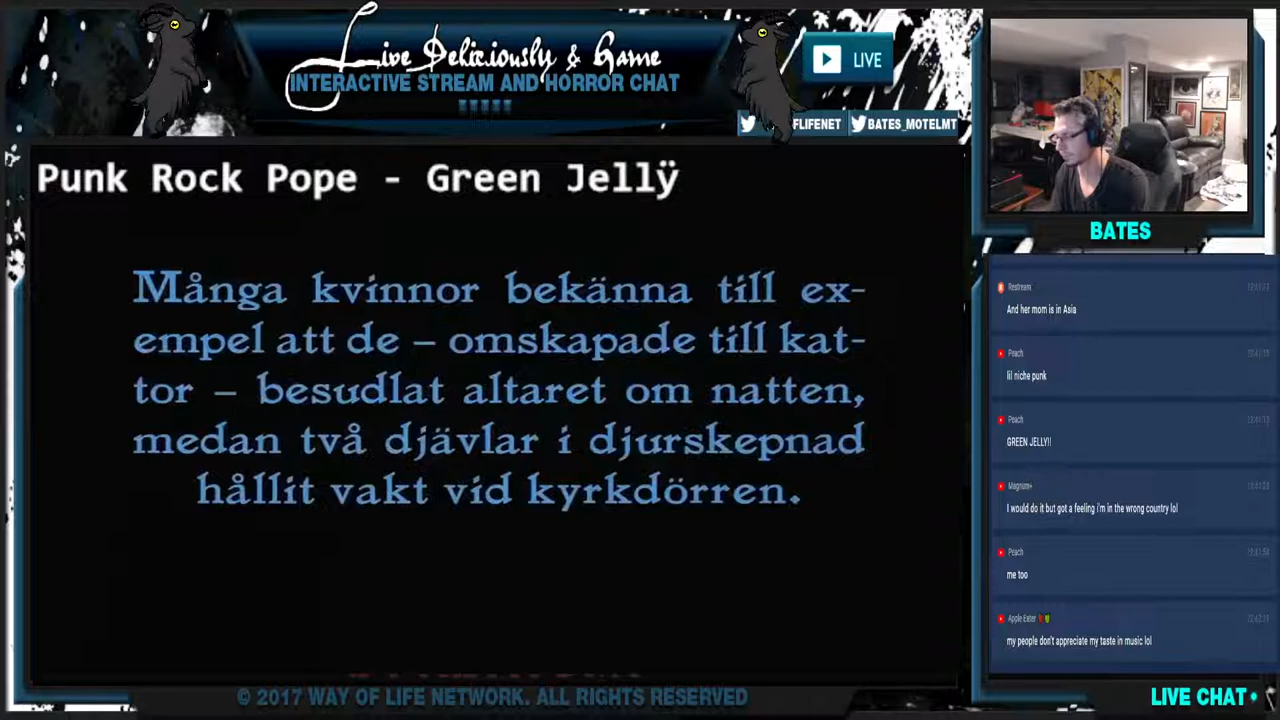 Live Deliciously & Game
INTERACTIVE STREAM AND HORROR CHAT
LIVE
FLIFENET
BATES_MOTELMT
Punk Rock Pope - Green Jellÿ
Många kvinnor bekänna till ex-
empel att de – omskapade till kat-
tor – besudlat altaret om natten,
medan två djävlar i djurskepnad
hållit vakt vid kyrkdörren.
© 2017 WAY OF LIFE NETWORK. ALL RIGHTS RESERVED
BATES
Restream
And her mom is in Asia
Peach
lil niche punk
Peach
GREEN JELLY!!
Magnum+
I would do it but got a feeling i'm in the wrong country lol
Peach
me too
Apple Eater
my people don't appreciate my taste in music lol
LIVE CHAT